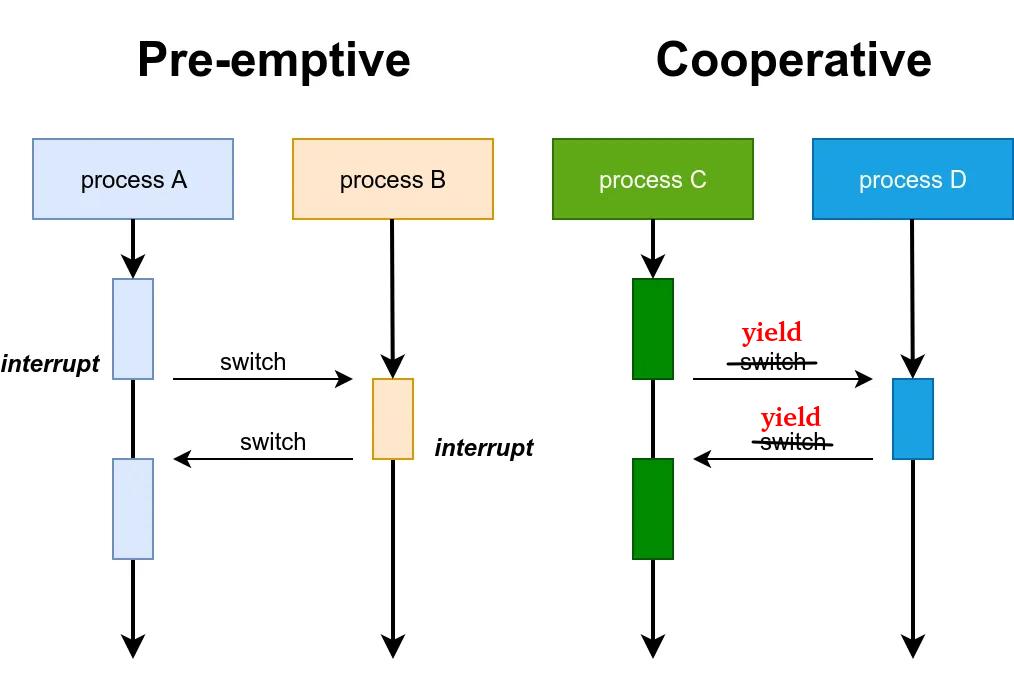 Pre-emptive
Cooperative
process A
process B
process C
process D
interrupt
switch
switch
interrupt
yield
switch
yield
switch